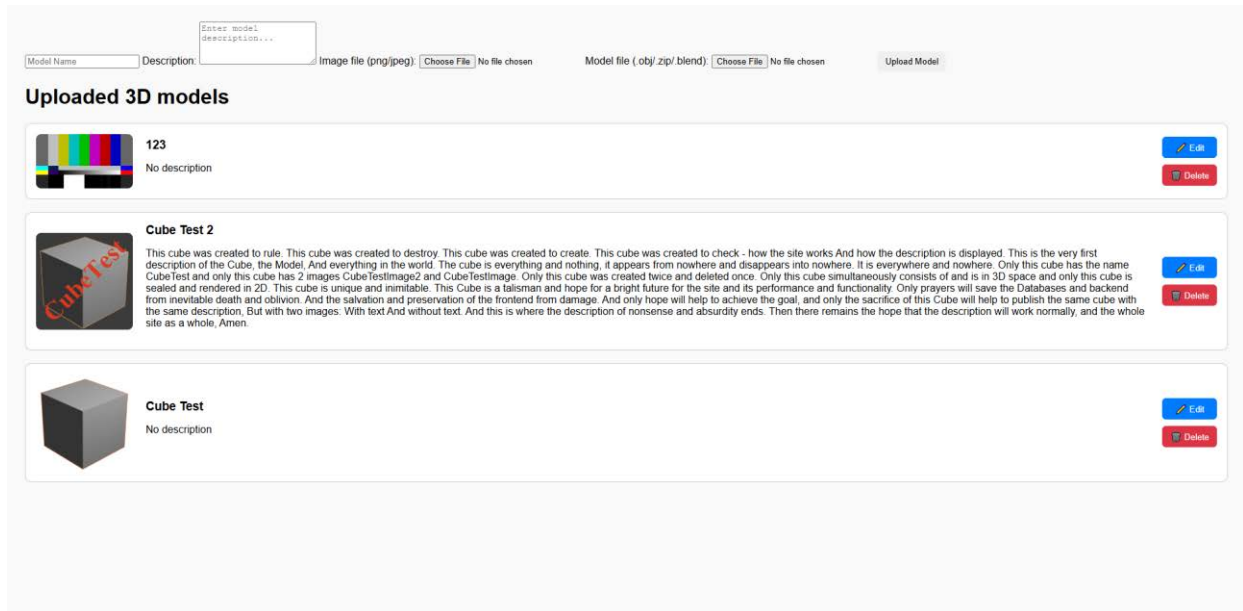 Enter model
description...
Model Name Description: Image file (png/jpeg): Choose File No file chosen Model file (.obj/.zip/.blend): Choose File No file chosen Upload Model
Uploaded 3D models
123
No description
Edit
Delete
Cube Test 2
This cube was created to rule. This cube was created to destroy. This cube was created to create. This cube was created to check - how the site works And how the description is displayed. This is the very first
description of the Cube, the Model, And everything in the world. The cube is everything and nothing, it appears from nowhere and disappears into nowhere. It is everywhere and nowhere. Only this cube has the name
CubeTest and only this cube has 2 images CubeTestImage2 and CubeTestImage. Only this cube was created twice and deleted once. Only this cube simultaneously consists of and is in 3D space and only this cube is
sealed and rendered in 2D. This cube is unique and inimitable. This Cube is a talisman and hope for a bright future for the site and its performance and functionality. Only prayers will save the Databases and backend
from inevitable death and oblivion. And the salvation and preservation of the frontend from damage. And only hope will help to achieve the goal, and only the sacrifice of this Cube will help to publish the same cube with
the same description, But with two images: With text And without text. And this is where the description of nonsense and absurdity ends. Then there remains the hope that the description will work normally, and the whole
site as a whole, Amen.
CubeTest
Edit
Delete
Cube Test
No description
Edit
Delete